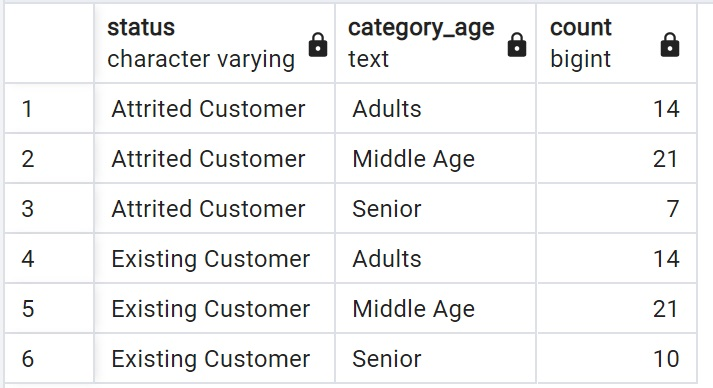 status category_age count
character varying text bigint
1 Attrited Customer Adults 14
2 Attrited Customer Middle Age 21
3 Attrited Customer Senior 7
4 Existing Customer Adults 14
5 Existing Customer Middle Age 21
6 Existing Customer Senior 10